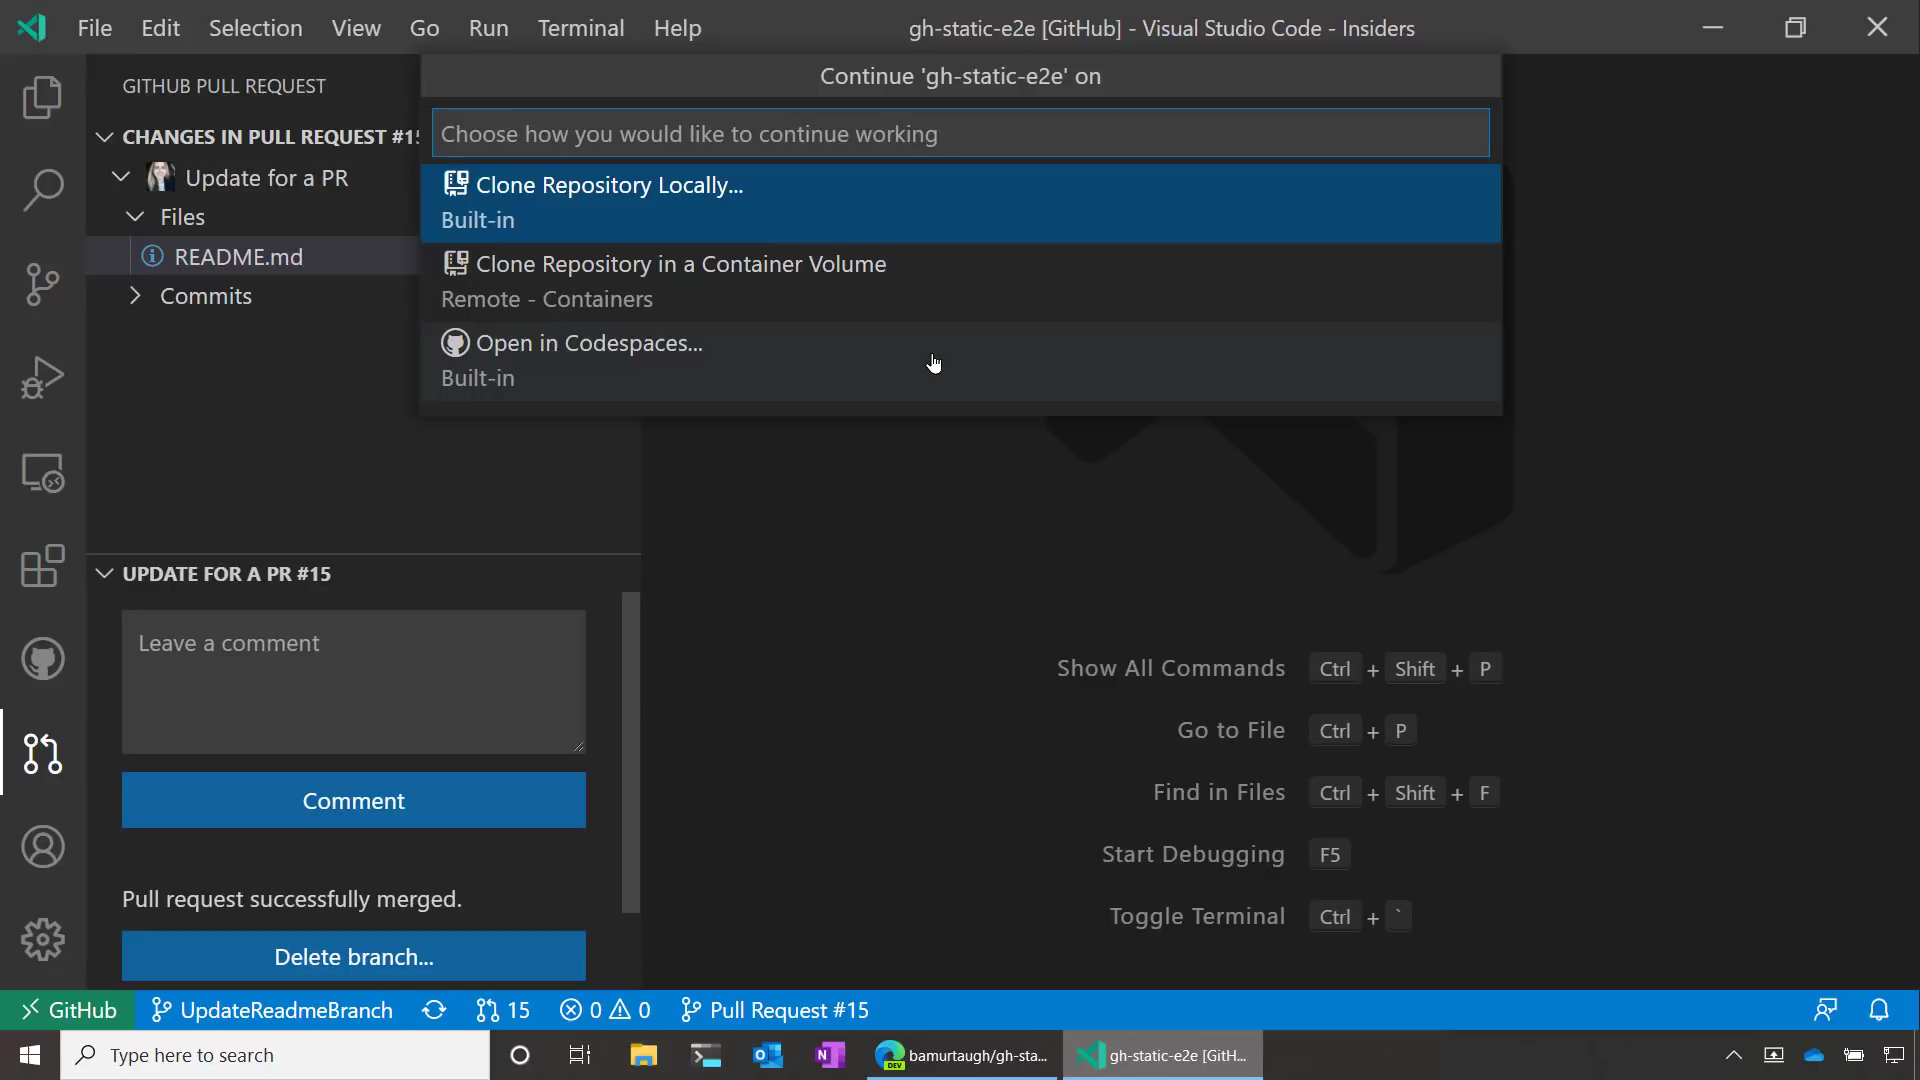 File Edit Selection View Go Run Terminal Help
gh-static-e2e [GitHub] - Visual Studio Code - Insiders
GITHUB PULL REQUEST
CHANGES IN PULL REQUEST #15
Update for a PR
Files
README.md
Commits
Continue 'gh-static-e2e' on
Choose how you would like to continue working
Clone Repository Locally...
Built-in
Clone Repository in a Container Volume
Remote - Containers
Open in Codespaces...
Built-in
UPDATE FOR A PR #15
Leave a comment
Comment
Pull request successfully merged.
Delete branch...
Show All Commands Ctrl + Shift + P
Go to File Ctrl + P
Find in Files Ctrl + Shift + F
Start Debugging F5
Toggle Terminal Ctrl + `
GitHub UpdateReadmeBranch 15 0 0 Pull Request #15
Type here to search
DEV
bamurtaugh/gh-sta...
gh-static-e2e [GitH...